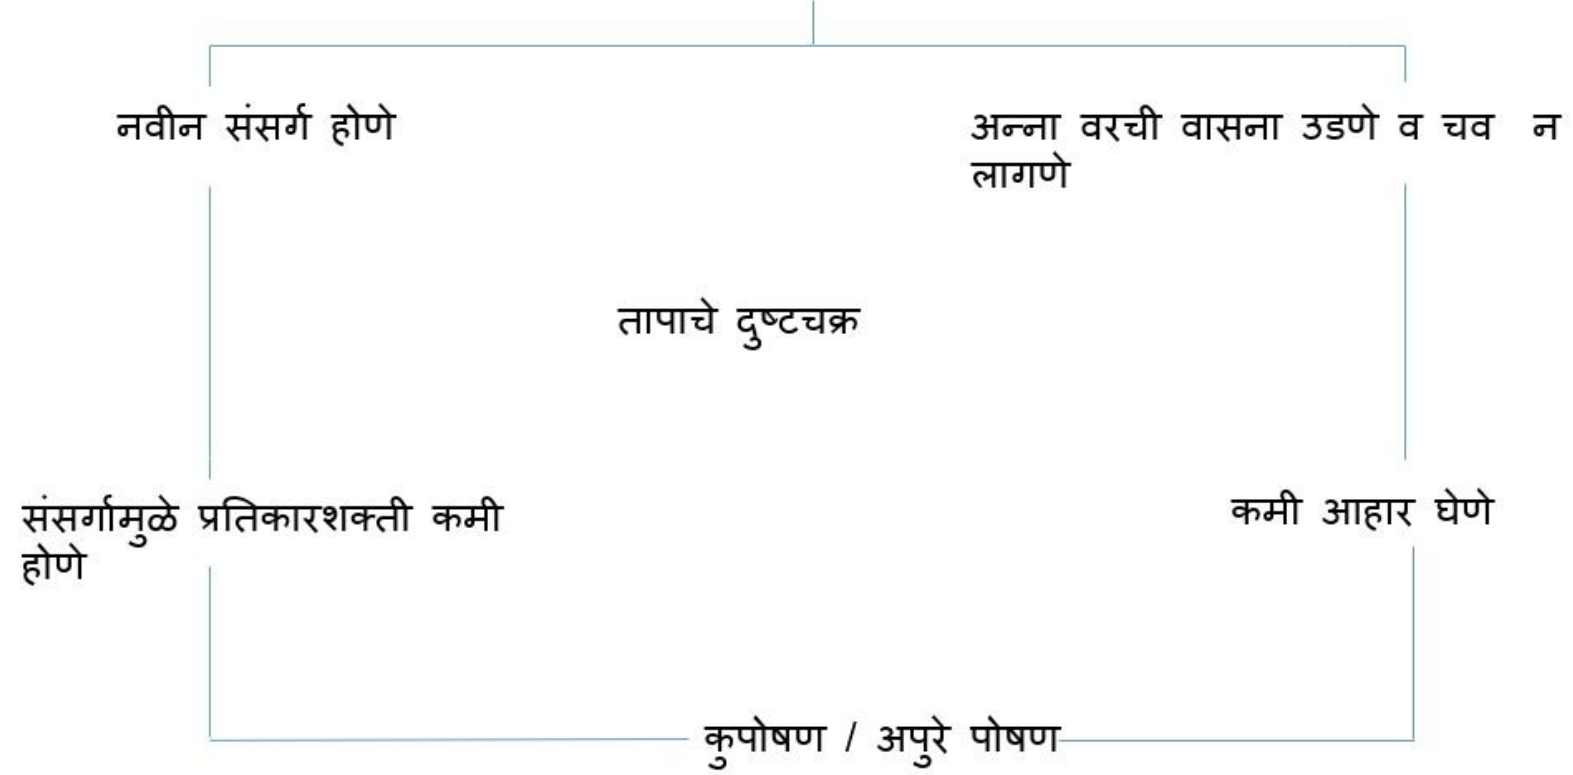 नवीन संसर्ग होणे
अन्ना वरची वासना उडणे व चव न
लागणे
तापाचे दुष्टचक्र
संसर्गामुळे प्रतिकारशक्ती कमी
होणे
कमी आहार घेणे
कुपोषण / अपुरे पोषण